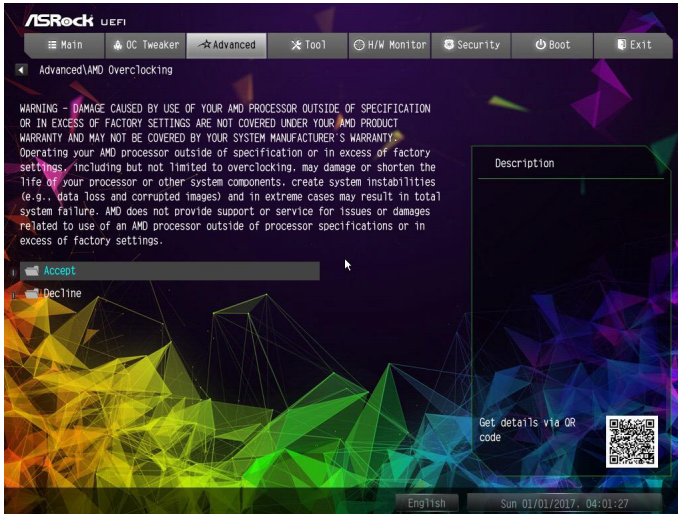 ASRock UEFI
Main OC Tweaker Advanced Tool H/W Monitor Security Boot Exit
Advanced\AMD Overclocking
WARNING - DAMAGE CAUSED BY USE OF YOUR AMD PROCESSOR OUTSIDE OF SPECIFICATION
OR IN EXCESS OF FACTORY SETTINGS ARE NOT COVERED UNDER YOUR AMD PRODUCT
WARRANTY AND MAY NOT BE COVERED BY YOUR SYSTEM MANUFACTURER'S WARRANTY.
Operating your AMD processor outside of specification or in excess of factory
settings, including but not limited to overclocking, may damage or shorten the
life of your processor or other system components, create system instabilities
(e.g., data loss and corrupted images) and in extreme cases may result in total
system failure. AMD does not provide support or service for issues or damages
related to use of an AMD processor outside of processor specifications or in
excess of factory settings.
Accept
Decline
Description
Get details via QR
code
English Sun 01/01/2017, 04:01:27